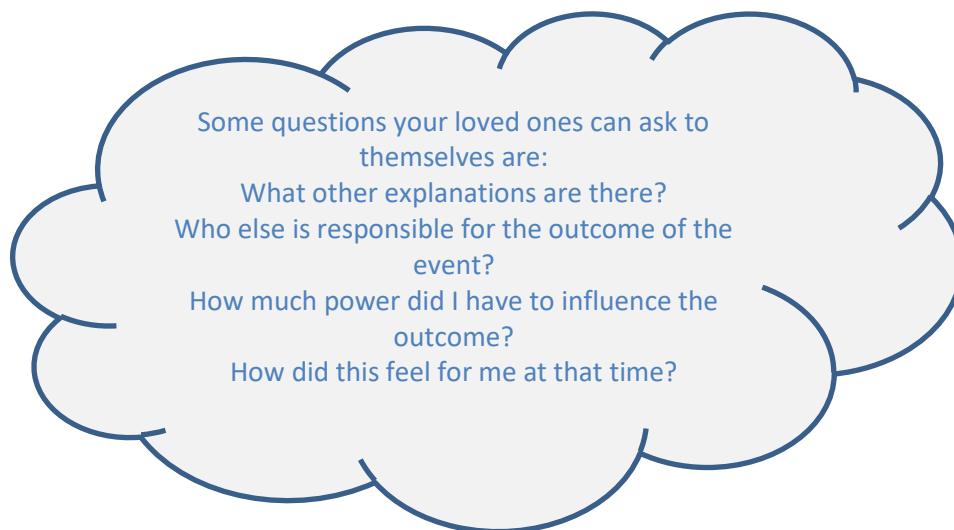 Some questions your loved ones can ask to
themselves are:
What other explanations are there?
Who else is responsible for the outcome of the
event?
How much power did I have to influence the
outcome?
How did this feel for me at that time?